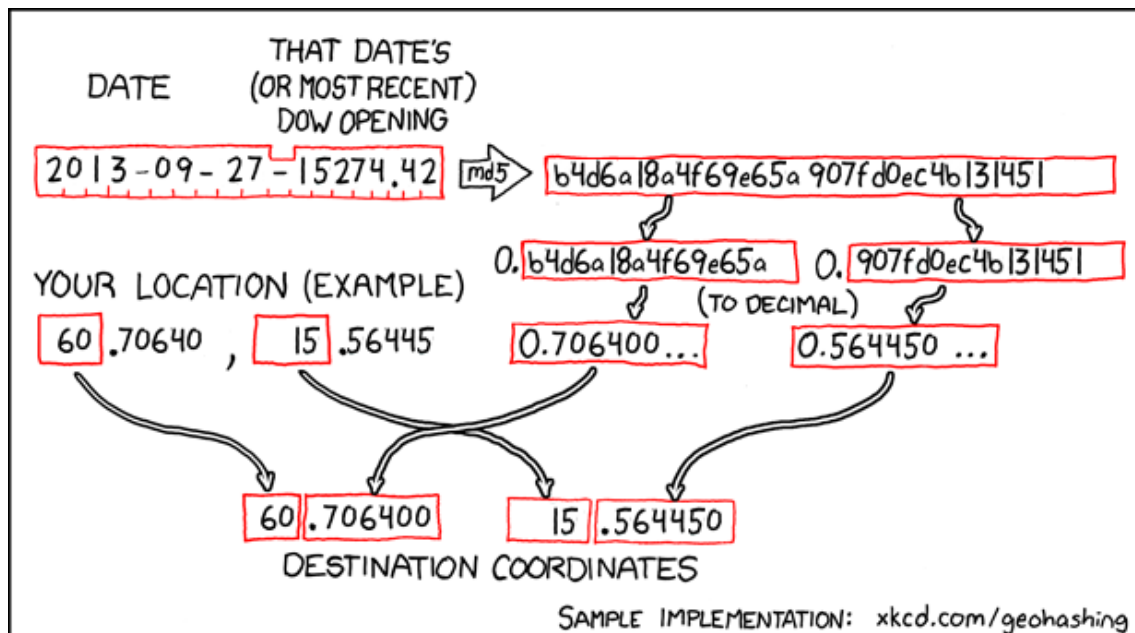 DATE
THAT DATE'S
(OR MOST RECENT)
DOW OPENING
2013-09-27-15274.42
md5
b4d6a18a4f69e65a907fd0ec4b131451
0.b4d6a18a4f69e65a
0.907fd0ec4b131451
YOUR LOCATION (EXAMPLE)
(TO DECIMAL)
60.70640, 15.56445
0.706400...
0.564450...
60.706400
15.564450
DESTINATION COORDINATES
SAMPLE IMPLEMENTATION: xkcd.com/geohashing